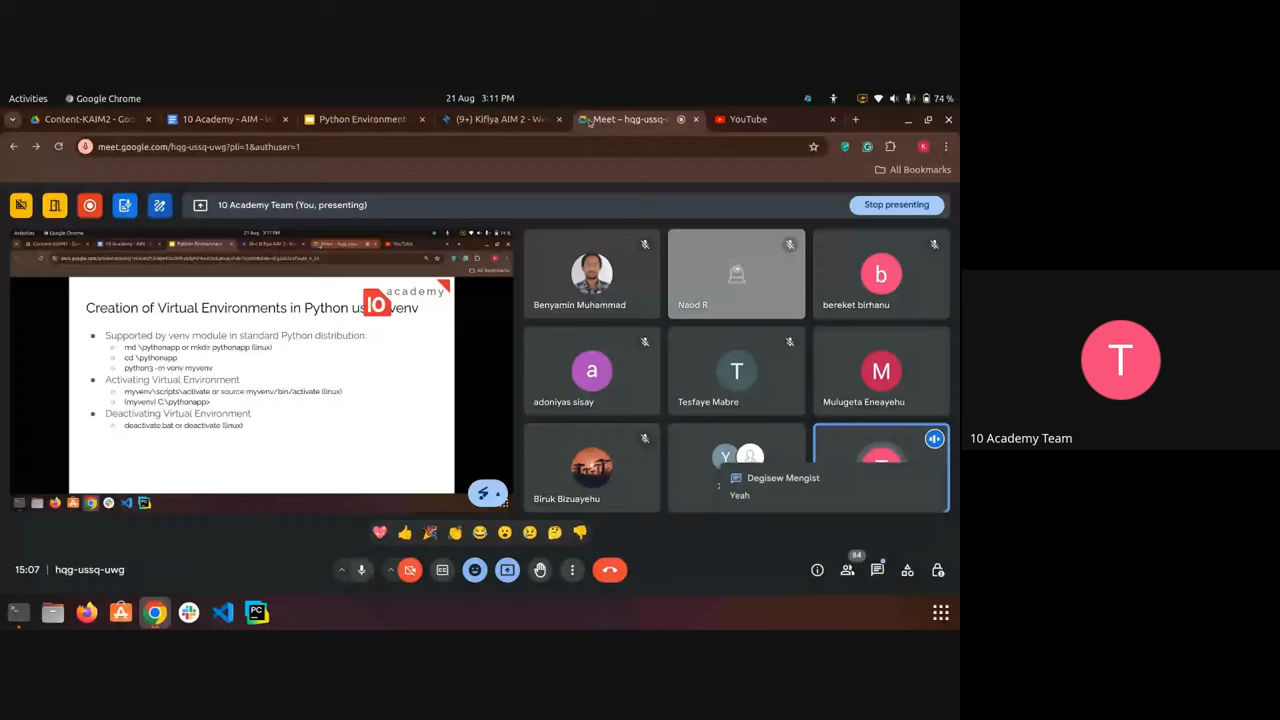 Activities
Google Chrome
21 Aug 3:11 PM
74 %
Content-KAIM2 - Goo
10 Academy - AIM - W
Python Environment
(9+) Kifiya AIM 2 - We
Meet – hqg-ussq-u
YouTube
meet.google.com/hqg-ussq-uwg?pli=1&authuser=1
All Bookmarks
10 Academy Team (You, presenting)
Stop presenting
10 academy
Creation of Virtual Environments in Python us venv
Supported by venv module in standard Python distribution.
md \pythonapp or mkdir pythonapp (linux)
cd \pythonapp
python3 -m venv myvenv
Activating Virtual Environment
myvenv\scripts\activate or source myvenv/bin/activate (linux)
(myvenv) C:\pythonapp>
Deactivating Virtual Environment
deactivate.bat or deactivate (linux)
Benyamin Muhammad
Naod R
b
bereket birhanu
a
adoniyas sisay
T
Tesfaye Mabre
M
Mulugeta Eneayehu
Biruk Bizuayehu
Y
Degisew Mengist
Yeah
15:07
hqg-ussq-uwg
84
PC
T
10 Academy Team